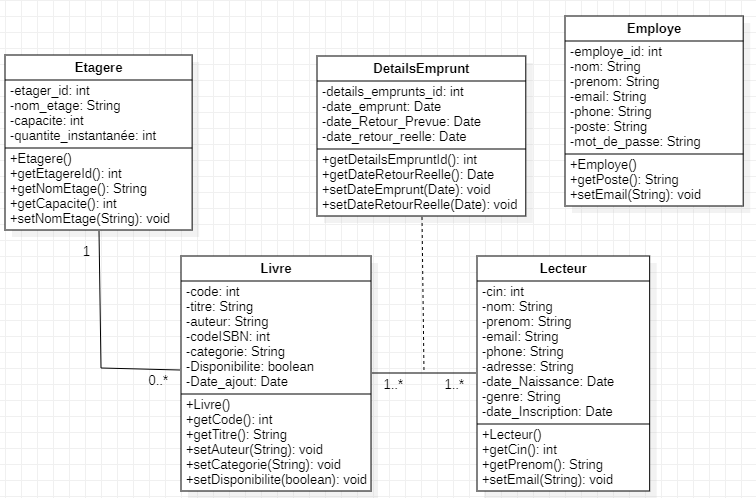 Etagere
-etager_id: int
-nom_etage: String
-capacite: int
-quantite_instantanée: int
+Etagere()
+getEtagereId(): int
+getNomEtage(): String
+getCapacite(): int
+setNomEtage(String): void
DetailsEmprunt
-details_emprunts_id: int
-date_emprunt: Date
-date_Retour_Prevue: Date
-date_retour_reelle: Date
+getDetailsEmpruntId(): int
+getDateRetourReelle(): Date
+setDateEmprunt(Date): void
+setDateRetourReelle(Date): void
Employe
-employe_id: int
-nom: String
-prenom: String
-email: String
-phone: String
-poste: String
-mot_de_passe: String
+Employe()
+getPoste(): String
+setEmail(String): void
1
0..*
Livre
-code: int
-titre: String
-auteur: String
-codeISBN: int
-categorie: String
-Disponibilite: boolean
-Date_ajout: Date
+Livre()
+getCode(): int
+getTitre(): String
+setAuteur(String): void
+setCategorie(String): void
+setDisponibilite(boolean): void
1..*
1..*
Lecteur
-cin: int
-nom: String
-prenom: String
-email: String
-phone: String
-adresse: String
-date_Naissance: Date
-genre: String
-date_Inscription: Date
+Lecteur()
+getCin(): int
+getPrenom(): String
+setEmail(String): void